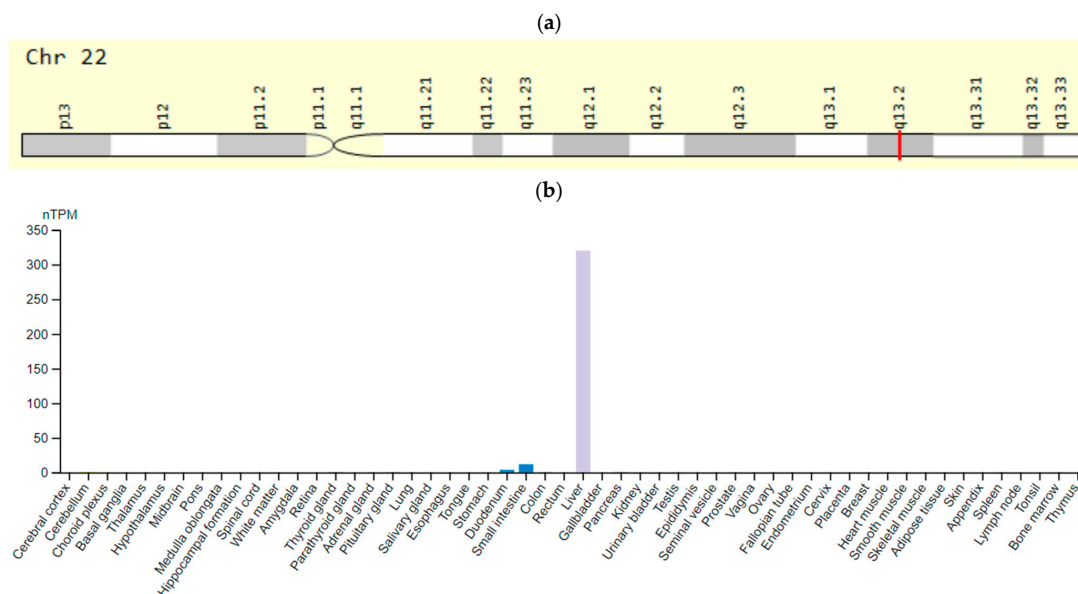 (a)
Chr 22
p13
p12
p11.2
p11.1
q11.1
q11.21
q11.22
q11.23
q12.1
q12.2
q12.3
q13.1
q13.2
q13.31
q13.32
q13.33
(b)
nTPM
350
300
250
200
150
100
50
0
Cerebral cortex
Cerebellum
Choroid plexus
Basal ganglia
Thalamus
Hypothalamus
Midbrain
Pons
Medulla oblongata
Hippocampal formation
Spinal cord
White matter
Amygdala
Retina
Thyroid gland
Parathyroid gland
Adrenal gland
Pituitary gland
Lung
Salivary gland
Esophagus
Tongue
Stomach
Duodenum
Small intestine
Colon
Rectum
Liver
Gallbladder
Pancreas
Kidney
Urinary bladder
Testis
Epididymis
Seminal vesicle
Prostate
Vagina
Ovary
Fallopian tube
Endometrium
Cervix
Placenta
Breast
Heart muscle
Smooth muscle
Skeletal muscle
Adipose tissue
Skin
Appendix
Spleen
Lymph node
Tonsil
Bone marrow
Thymus